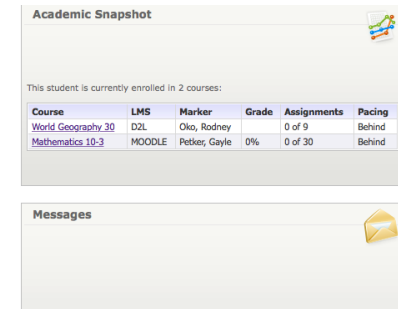 Academic Snapshot
This student is currently enrolled in 2 courses:
Course LMS Marker Grade Assignments Pacing
World Geography 30 D2L Oko, Rodney 0 of 9 Behind
Mathematics 10-3 MOODLE Petker, Gayle 0% 0 of 30 Behind
Messages